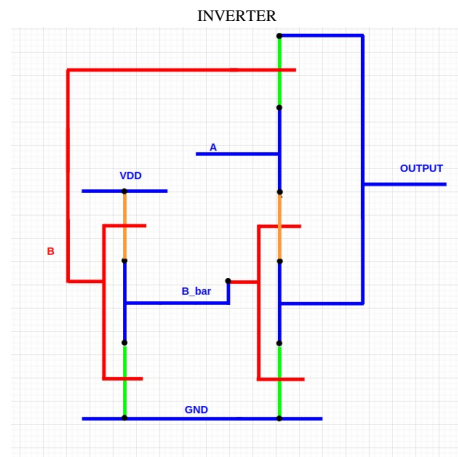 INVERTER
A
OUTPUT
VDD
B
B_bar
GND